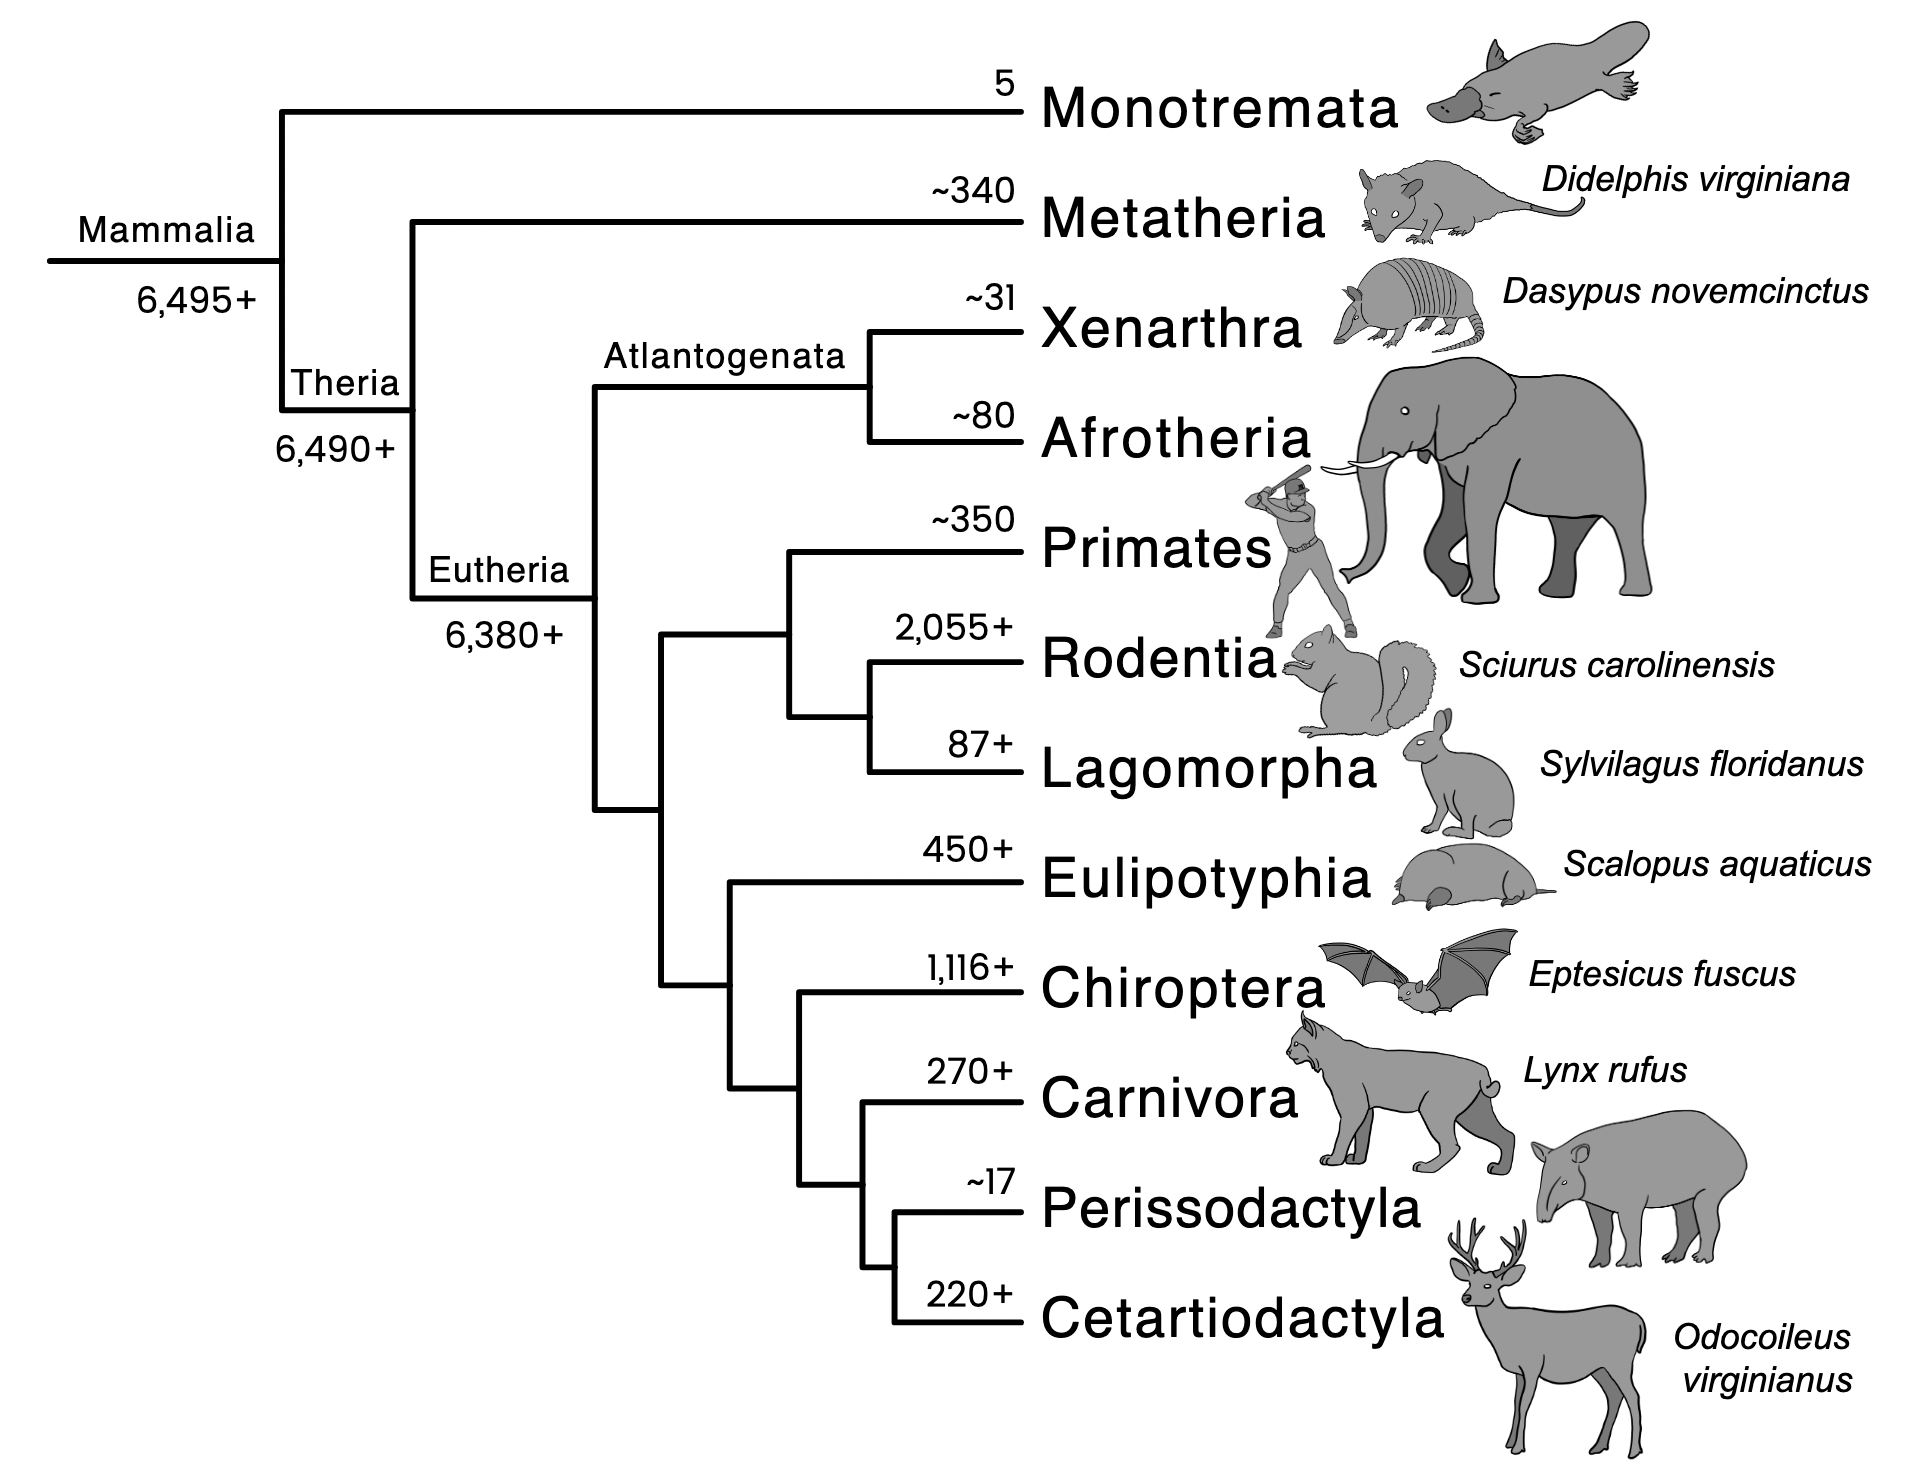 5
Monotremata
~340
Metatheria
Didelphis virginiana
Mammalia
6,495+
~31
Xenarthra
Dasypus novemcinctus
Atlantogenata
Theria
6,490+
~80
Afrotheria
~350
Primates
Eutheria
6,380+
2,055+
Rodentia
Sciurus carolinensis
87+
Lagomorpha
Sylvilagus floridanus
450+
Eulipotyphia
Scalopus aquaticus
1,116+
Chiroptera
Eptesicus fuscus
270+
Carnivora
Lynx rufus
~17
Perissodactyla
220+
Cetartiodactyla
Odocoileus
virginianus